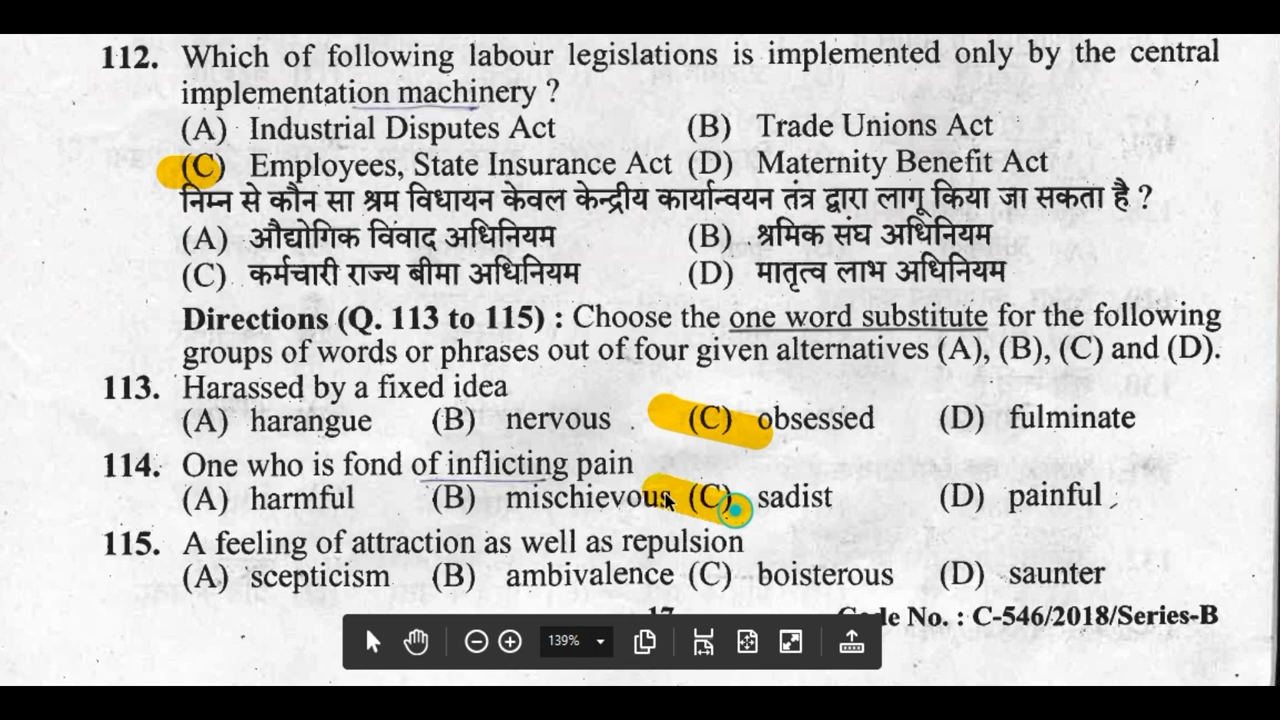 112. Which of following labour legislations is implemented only by the central
implementation machinery ?
(A) Industrial Disputes Act (B) Trade Unions Act
(C) Employees, State Insurance Act (D) Maternity Benefit Act
निम्न से कौन सा श्रम विधायन केवल केन्द्रीय कार्यान्वयन तंत्र द्वारा लागू किया जा सकता है ?
(A) औद्योगिक विवाद अधिनियम (B) श्रमिक संघ अधिनियम
(C) कर्मचारी राज्य बीमा अधिनियम (D) मातृत्व लाभ अधिनियम
Directions (Q. 113 to 115) : Choose the one word substitute for the following
groups of words or phrases out of four given alternatives (A), (B), (C) and (D).
113. Harassed by a fixed idea
(A) harangue (B) nervous (C) obsessed (D) fulminate
114. One who is fond of inflicting pain
(A) harmful (B) mischievous (C) sadist (D) painful
115. A feeling of attraction as well as repulsion
(A) scepticism (B) ambivalence (C) boisterous (D) saunter
17 de No. : C-546/2018/Series-B
139%